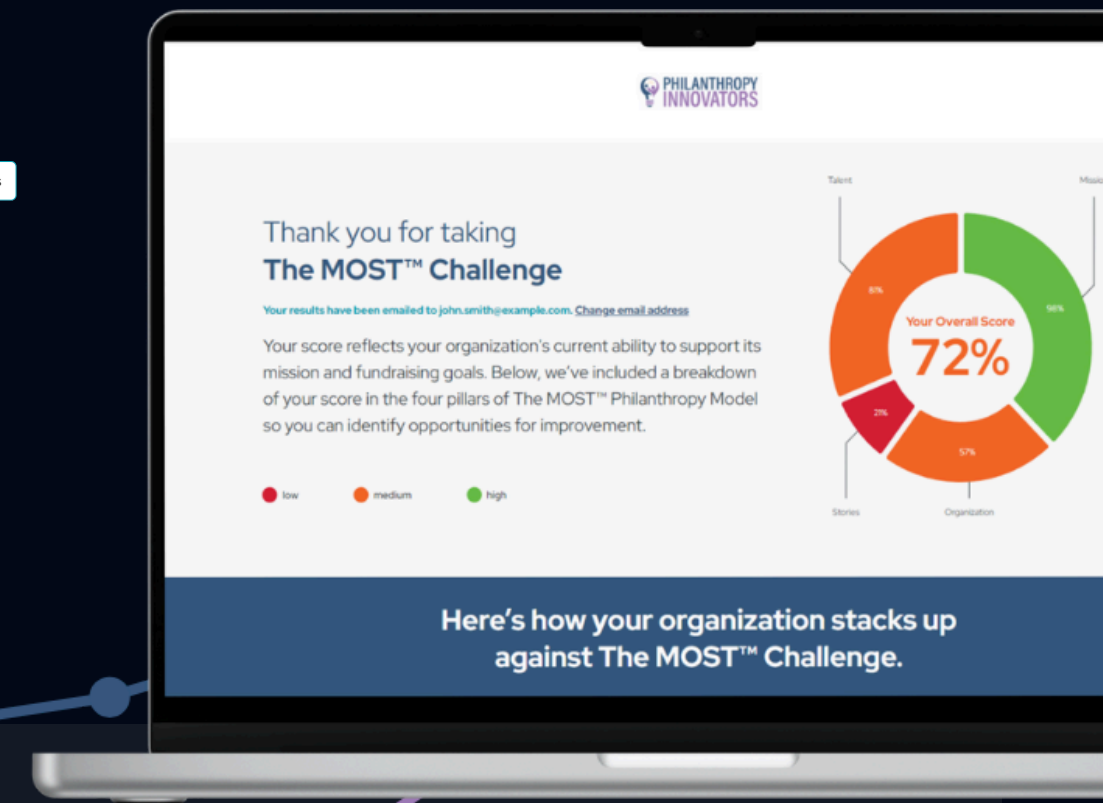 PHILANTHROPY
INNOVATORS
Thank you for taking
The MOST™ Challenge
Your results have been emailed to john.smith@example.com. Change email address
Your score reflects your organization's current ability to support its
mission and fundraising goals. Below, we've included a breakdown
of your score in the four pillars of The MOST™ Philanthropy Model
so you can identify opportunities for improvement.
low
medium
high
Talent
81%
98%
Your Overall Score
72%
21%
57%
Stories
Organization
Here's how your organization stacks up
against The MOST™ Challenge.